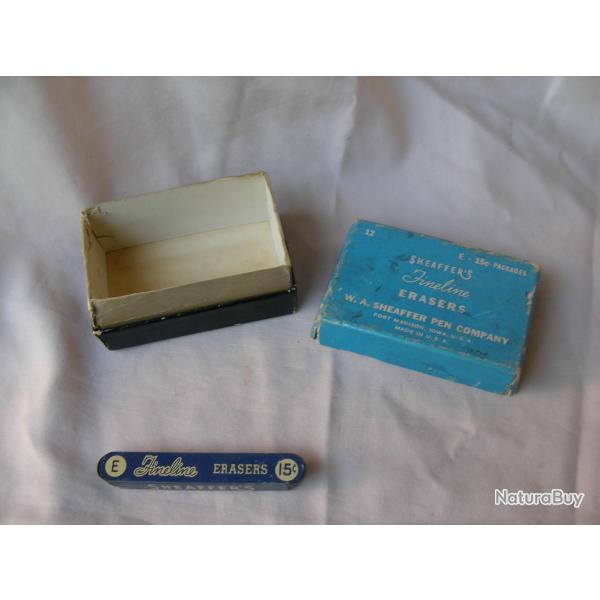 12 E - 15¢ PACKAGES
SHEAFFER'S
Fineline
ERASERS
W. A. SHEAFFER PEN COMPANY
FORT MADISON, IOWA, U.S.A.
MADE IN U.S.A.
E Fineline ERASERS 15¢
SHEAFFER'S
NaturaBuy